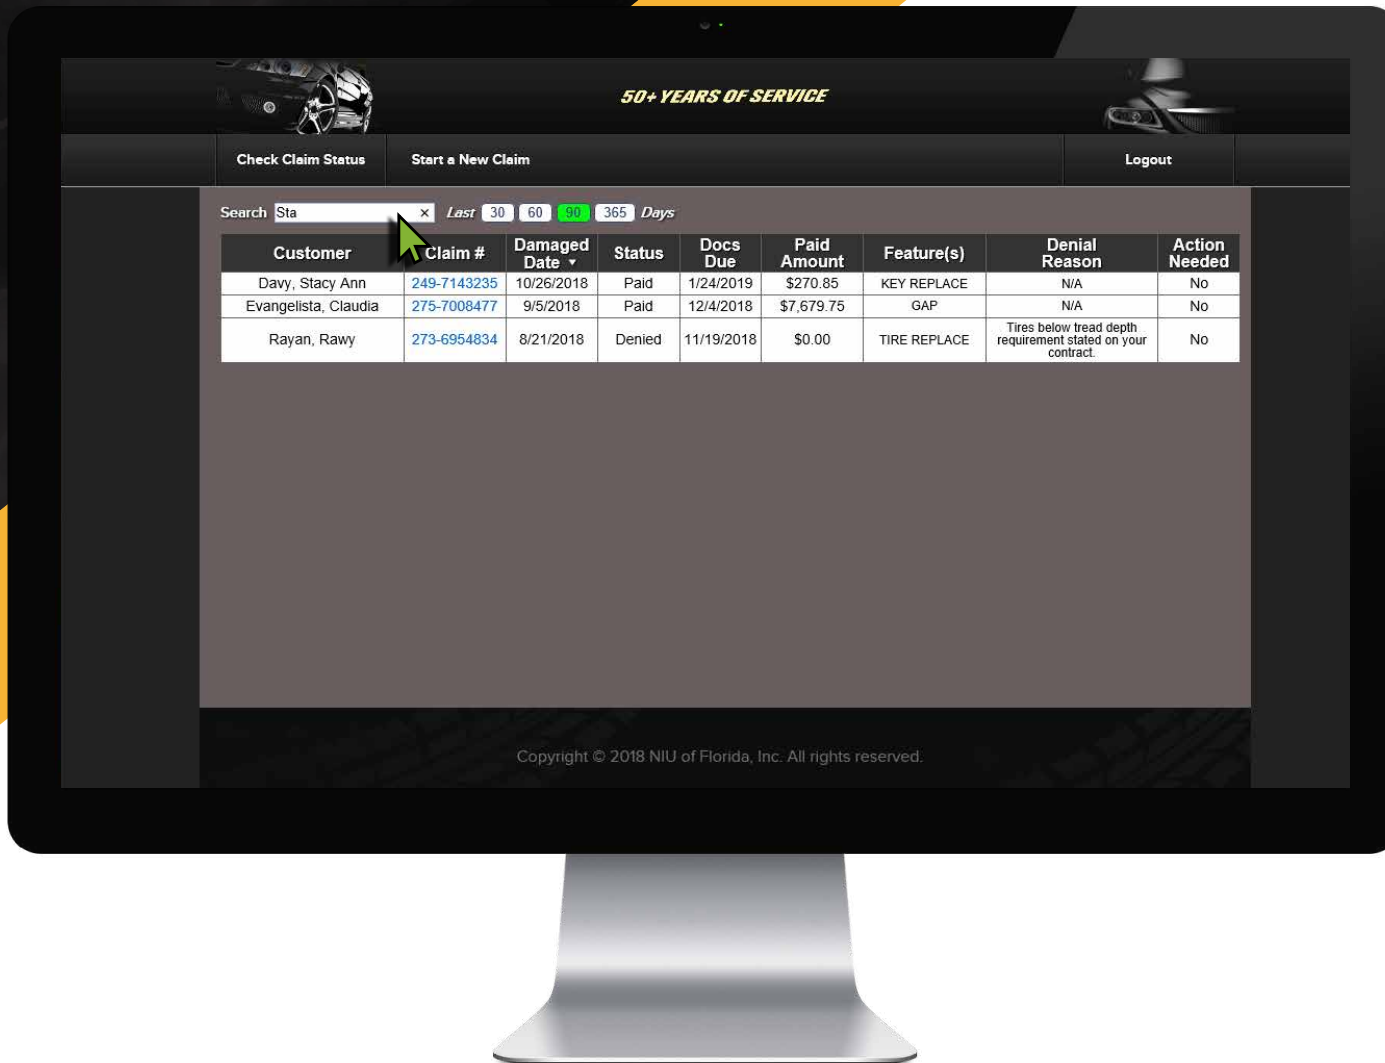 50+ YEARS OF SERVICE
Check Claim Status Start a New Claim Logout
Search Sta × Last 30 60 90 365 Days
Customer Claim # Damaged Date ▼ Status Docs Due Paid Amount Feature(s) Denial Reason Action Needed
Davy, Stacy Ann 249-7143235 10/26/2018 Paid 1/24/2019 $270.85 KEY REPLACE N/A No
Evangelista, Claudia 275-7008477 9/5/2018 Paid 12/4/2018 $7,679.75 GAP N/A No
Rayan, Rawy 273-6954834 8/21/2018 Denied 11/19/2018 $0.00 TIRE REPLACE Tires below tread depth
requirement stated on your
contract. No
Copyright © 2018 NIU of Florida, Inc. All rights reserved.